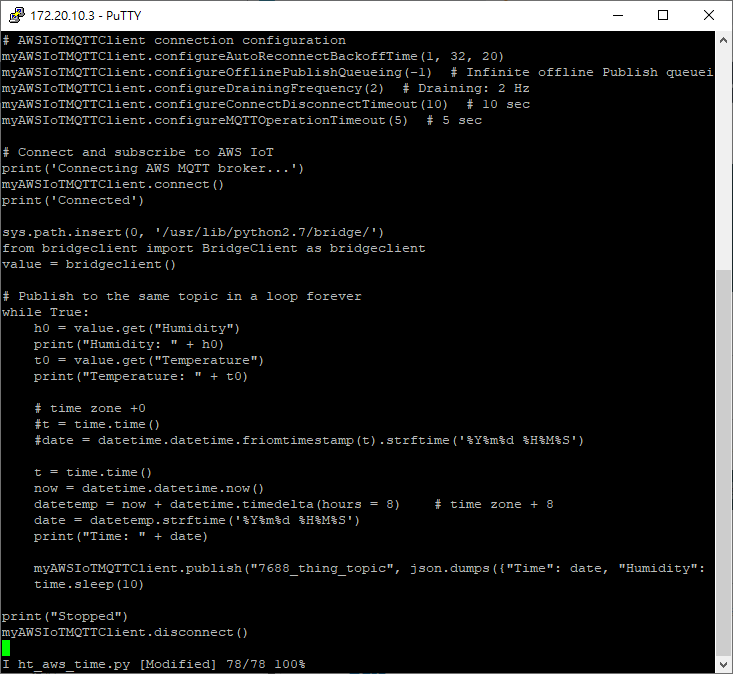 172.20.10.3 - PuTTY
# AWSIoTMQTTClient connection configuration
myAWSIoTMQTTClient.configureAutoReconnectBackoffTime(1, 32, 20)
myAWSIoTMQTTClient.configureOfflinePublishQueueing(-1)  # Infinite offline Publish queuei
myAWSIoTMQTTClient.configureDrainingFrequency(2)  # Draining: 2 Hz
myAWSIoTMQTTClient.configureConnectDisconnectTimeout(10)  # 10 sec
myAWSIoTMQTTClient.configureMQTTOperationTimeout(5)  # 5 sec

# Connect and subscribe to AWS IoT
print('Connecting AWS MQTT broker...')
myAWSIoTMQTTClient.connect()
print('Connected')

sys.path.insert(0, '/usr/lib/python2.7/bridge/')
from bridgeclient import BridgeClient as bridgeclient
value = bridgeclient()

# Publish to the same topic in a loop forever
while True:
    h0 = value.get("Humidity")
    print("Humidity: " + h0)
    t0 = value.get("Temperature")
    print("Temperature: " + t0)

    # time zone +0
    #t = time.time()
    #date = datetime.datetime.friomtimestamp(t).strftime('%Y%m%d %H%M%S')

    t = time.time()
    now = datetime.datetime.now()
    datetemp = now + datetime.timedelta(hours = 8)    # time zone + 8
    date = datetemp.strftime('%Y%m%d %H%M%S')
    print("Time: " + date)

    myAWSIoTMQTTClient.publish("7688_thing_topic", json.dumps({"Time": date, "Humidity":
    time.sleep(10)

print("Stopped")
myAWSIoTMQTTClient.disconnect()
I ht_aws_time.py [Modified] 78/78 100%